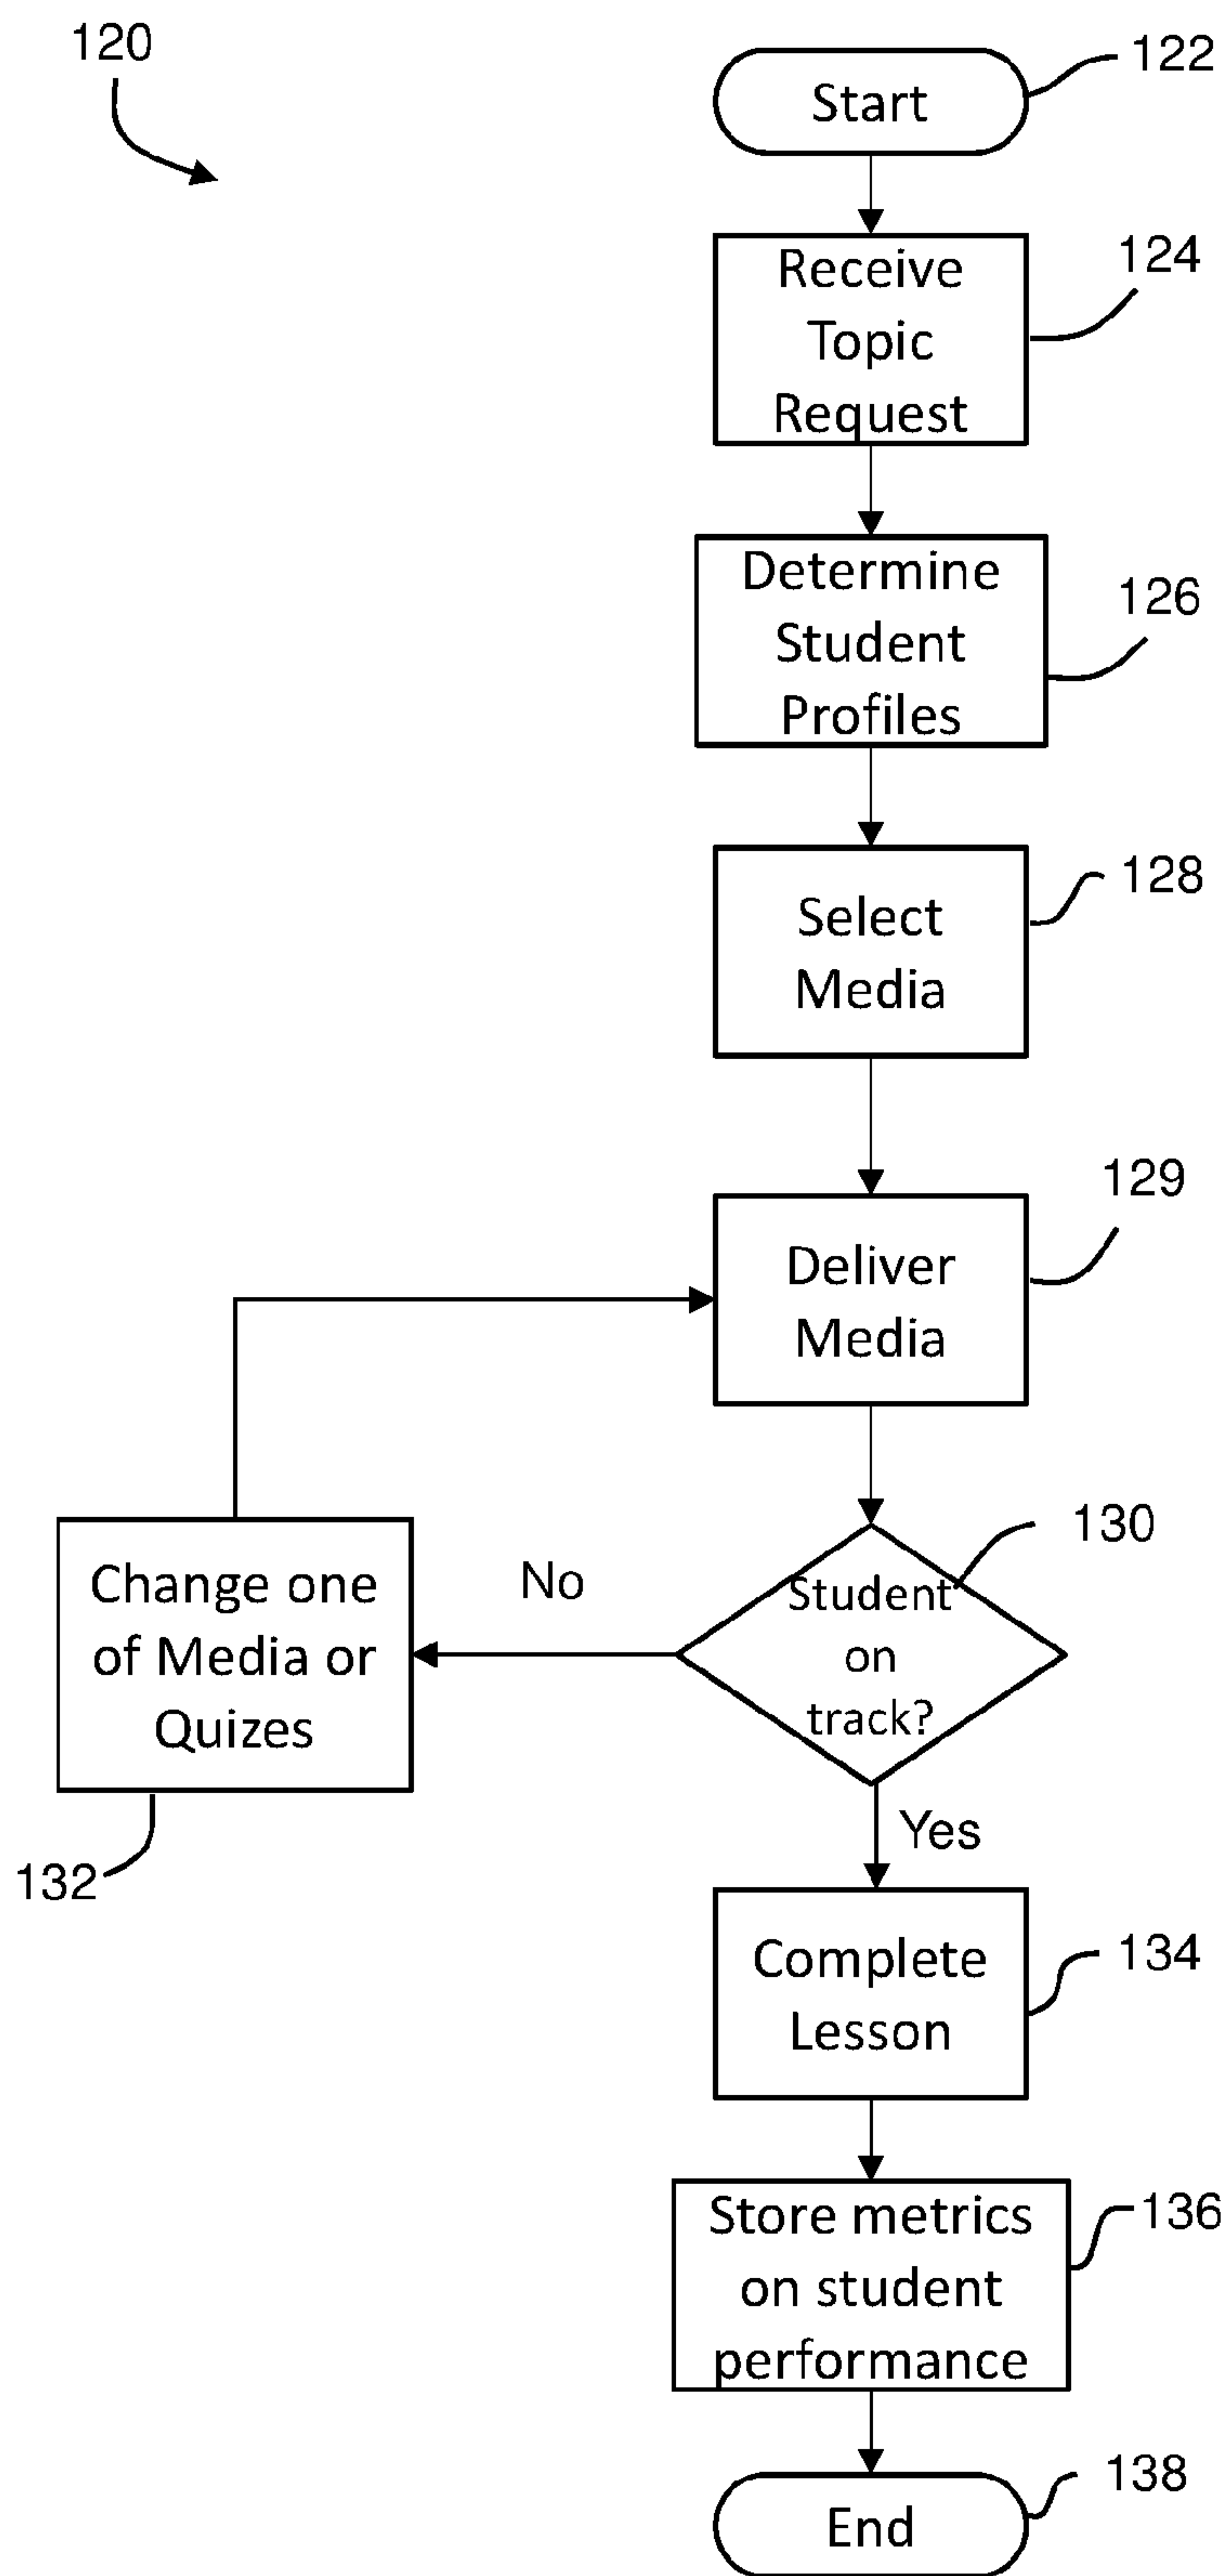 120
Start
122
Receive
Topic
Request
124
Determine
Student
Profiles
126
Select
Media
128
Deliver
Media
129
Student
on
track?
130
No
Change one
of Media or
Quizes
132
Yes
Complete
Lesson
134
Store metrics
on student
performance
136
End
138